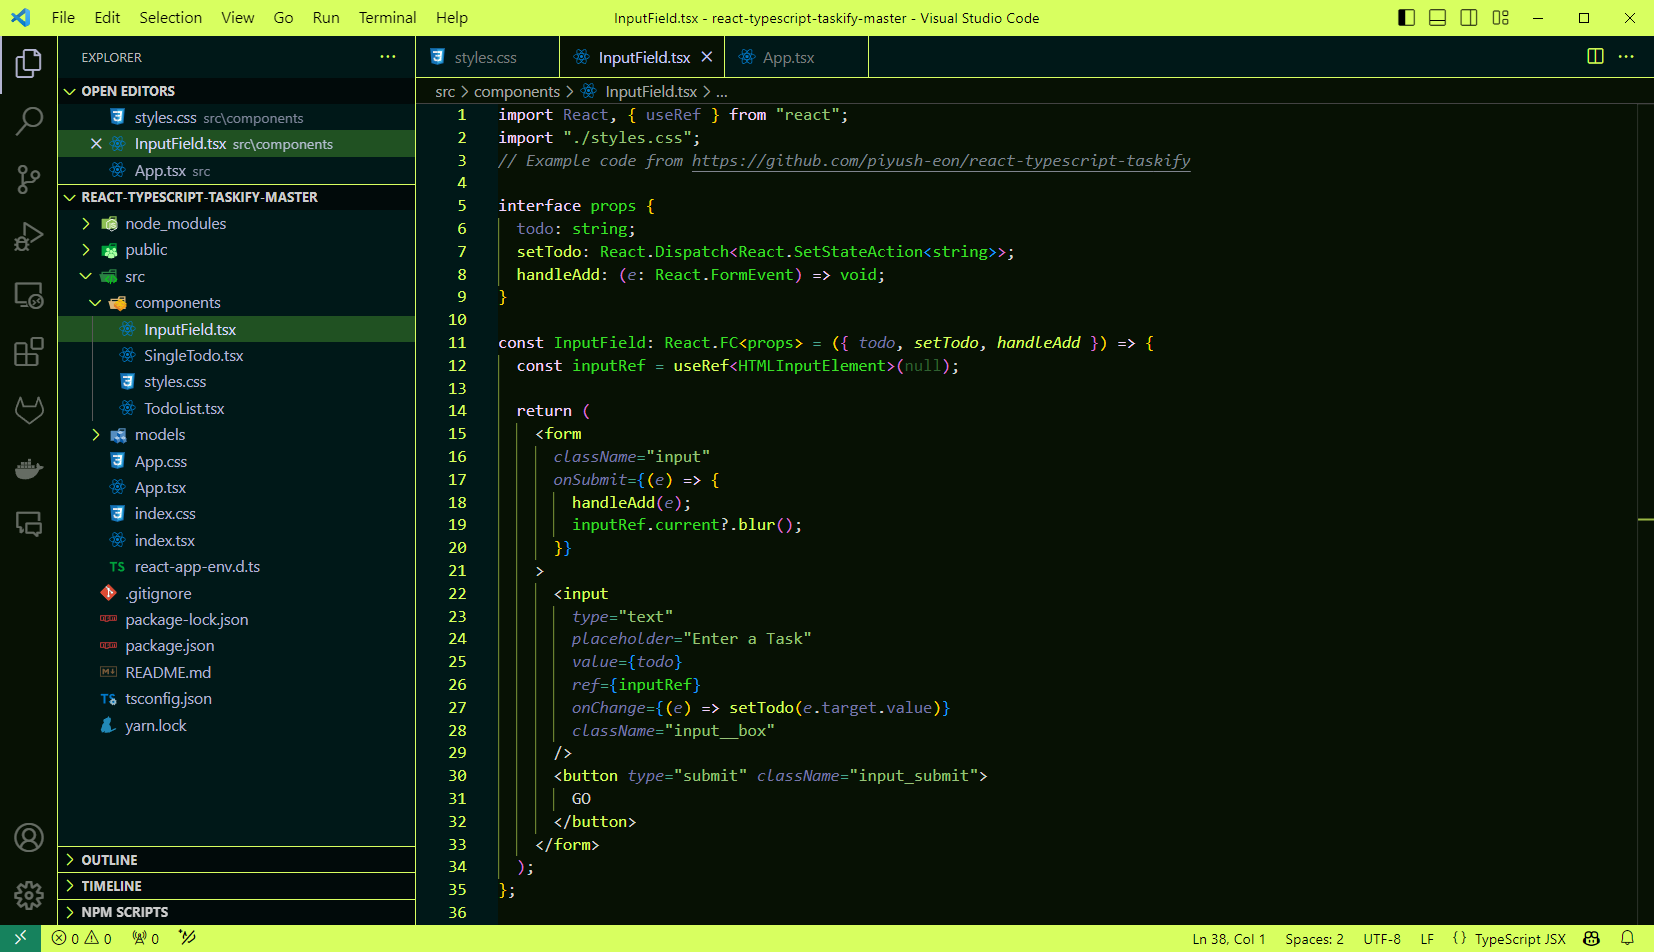 File Edit Selection View Go Run Terminal Help
InputField.tsx - react-typescript-taskify-master - Visual Studio Code
EXPLORER
OPEN EDITORS
styles.css src\components
InputField.tsx src\components
App.tsx src
REACT-TYPESCRIPT-TASKIFY-MASTER
node_modules
public
src
components
InputField.tsx
SingleTodo.tsx
styles.css
TodoList.tsx
models
App.css
App.tsx
index.css
index.tsx
TS react-app-env.d.ts
.gitignore
package-lock.json
package.json
README.md
TS tsconfig.json
yarn.lock
OUTLINE
TIMELINE
NPM SCRIPTS
styles.css InputField.tsx App.tsx
src > components > InputField.tsx > ...
1 import React, { useRef } from "react";
2 import "./styles.css";
3 // Example code from https://github.com/piyush-eon/react-typescript-taskify
4
5 interface props {
6   todo: string;
7   setTodo: React.Dispatch<React.SetStateAction<string>>;
8   handleAdd: (e: React.FormEvent) => void;
9 }
10
11 const InputField: React.FC<props> = ({ todo, setTodo, handleAdd }) => {
12   const inputRef = useRef<HTMLInputElement>(null);
13
14   return (
15     <form
16       className="input"
17       onSubmit={(e) => {
18         handleAdd(e);
19         inputRef.current?.blur();
20       }}
21     >
22       <input
23         type="text"
24         placeholder="Enter a Task"
25         value={todo}
26         ref={inputRef}
27         onChange={(e) => setTodo(e.target.value)}
28         className="input__box"
29       />
30       <button type="submit" className="input_submit">
31         GO
32       </button>
33     </form>
34   );
35 };
36
0 0 0
Ln 38, Col 1 Spaces: 2 UTF-8 LF {} TypeScript JSX